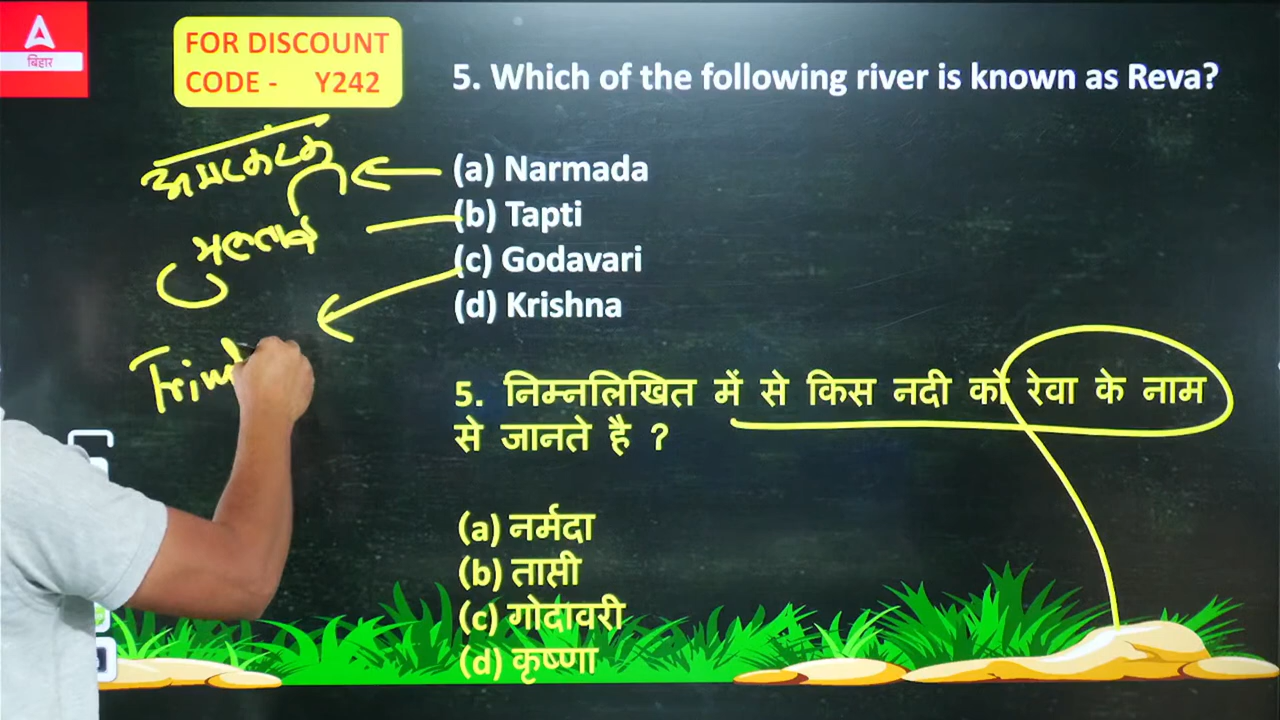 बिहार
FOR DISCOUNT
CODE - Y242
5. Which of the following river is known as Reva?
अमरकंटक
(a) Narmada
मुलताई
(b) Tapti
(c) Godavari
(d) Krishna
5. निम्नलिखित में से किस नदी को रेवा के नाम
से जानते है ?
(a) नर्मदा
(b) ताप्ती
(c) गोदावरी
(d) कृष्णा